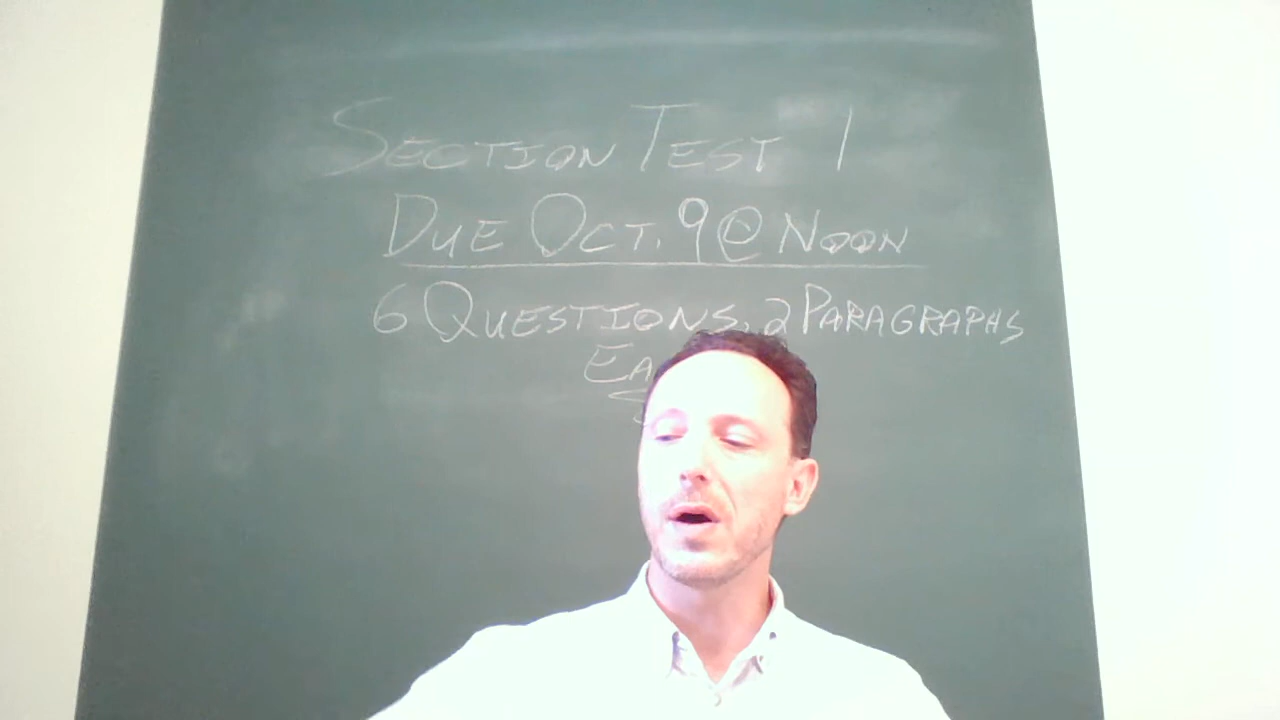 SECTION TEST 1
DUE OCT. 9 @ NOON
6 QUESTIONS, 2 PARAGRAPHS